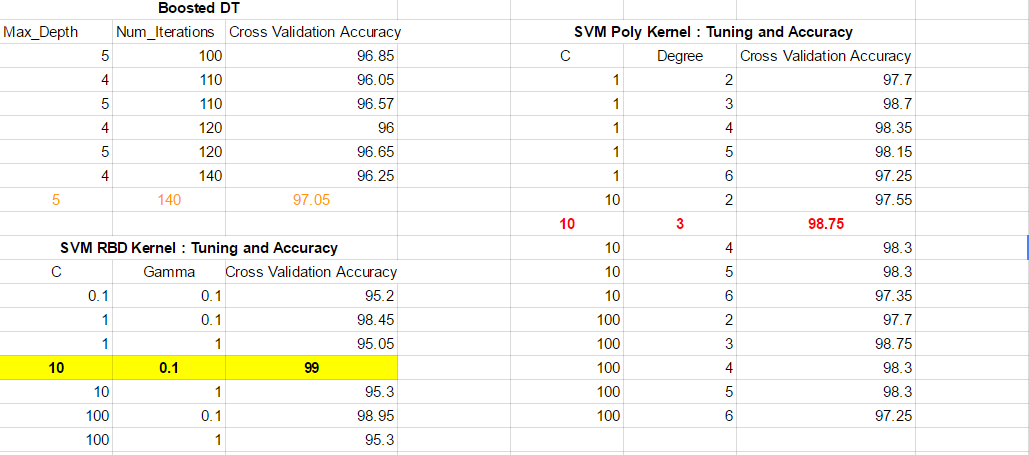 Boosted DT
Max_Depth Num_Iterations Cross Validation Accuracy
5 100 96.85
4 110 96.05
5 110 96.57
4 120 96
5 120 96.65
4 140 96.25
5 140 97.05
SVM RBD Kernel : Tuning and Accuracy
C Gamma Cross Validation Accuracy
0.1 0.1 95.2
1 0.1 98.45
1 1 95.05
10 0.1 99
10 1 95.3
100 0.1 98.95
100 1 95.3
SVM Poly Kernel : Tuning and Accuracy
C Degree Cross Validation Accuracy
1 2 97.7
1 3 98.7
1 4 98.35
1 5 98.15
1 6 97.25
10 2 97.55
10 3 98.75
10 4 98.3
10 5 98.3
10 6 97.35
100 2 97.7
100 3 98.75
100 4 98.3
100 5 98.3
100 6 97.25